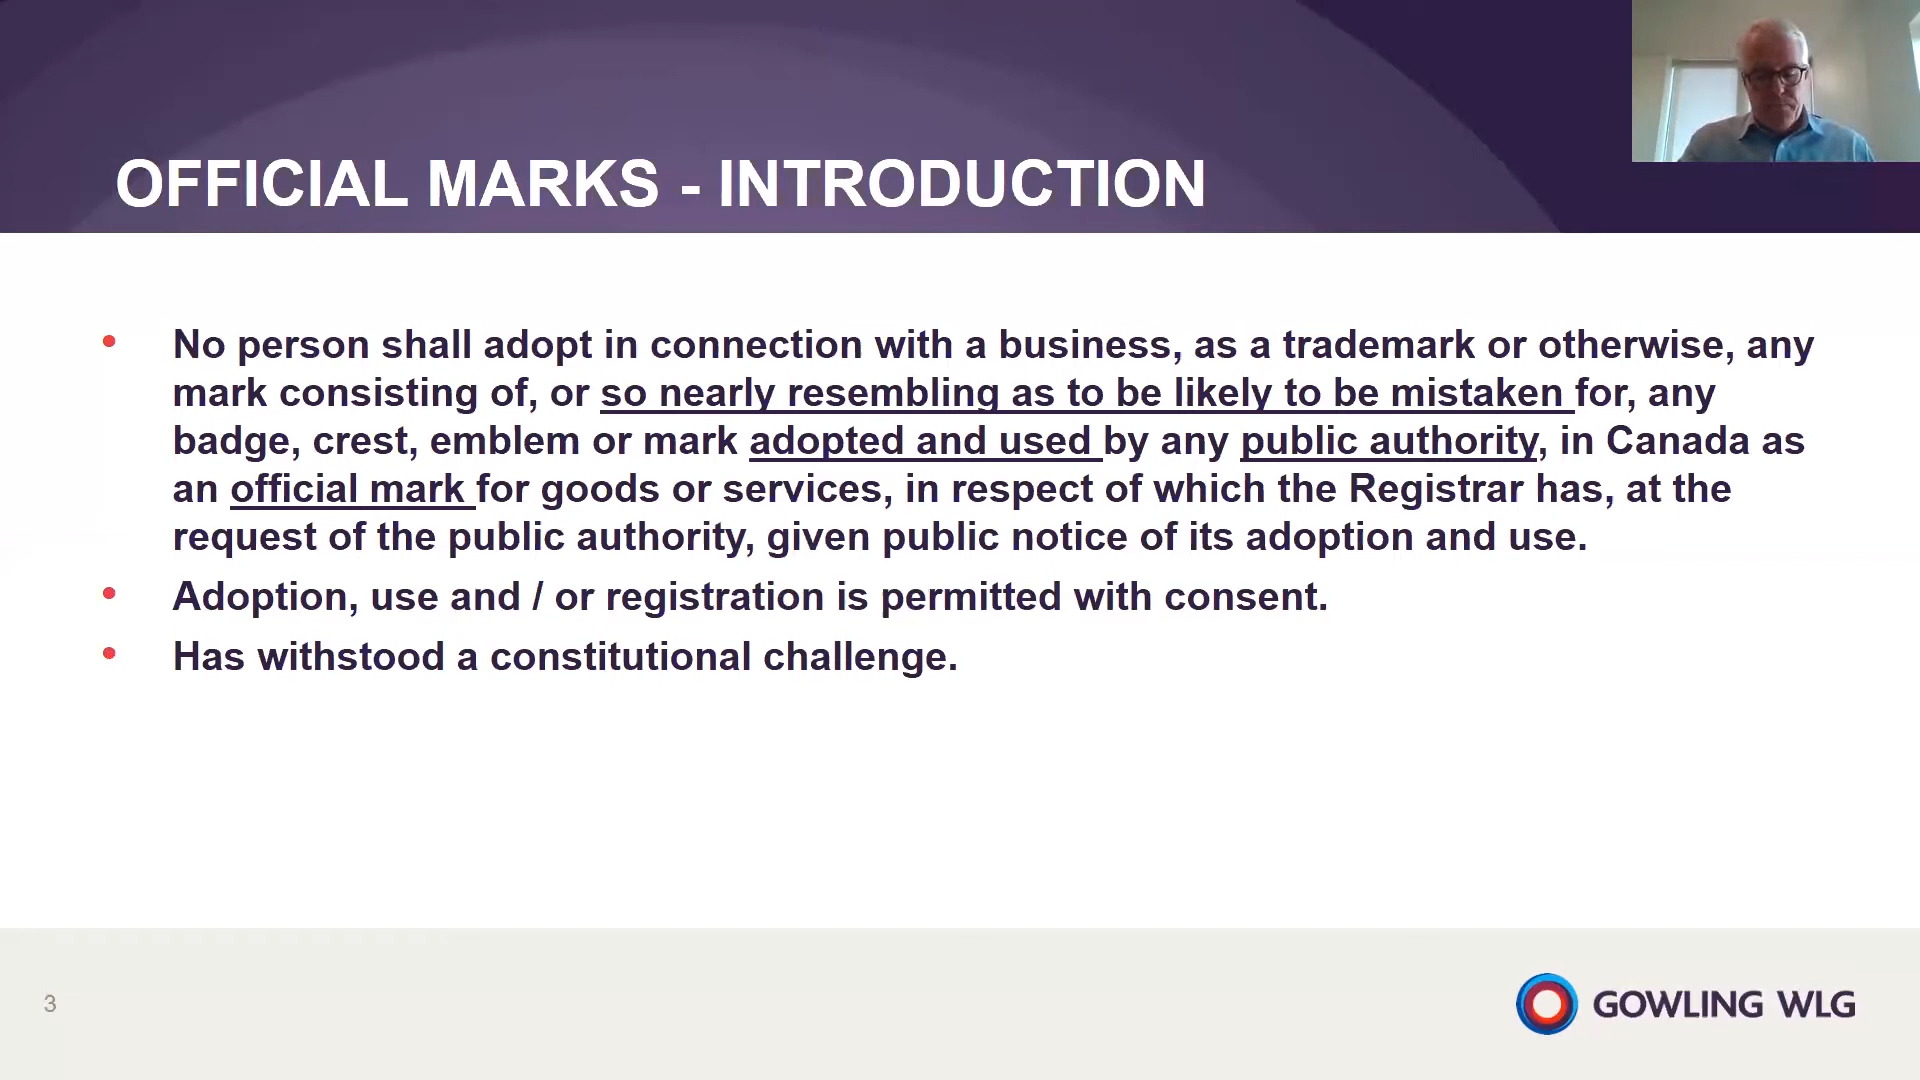 OFFICIAL MARKS - INTRODUCTION
• No person shall adopt in connection with a business, as a trademark or otherwise, any
mark consisting of, or so nearly resembling as to be likely to be mistaken for, any
badge, crest, emblem or mark adopted and used by any public authority, in Canada as
an official mark for goods or services, in respect of which the Registrar has, at the
request of the public authority, given public notice of its adoption and use.
• Adoption, use and / or registration is permitted with consent.
• Has withstood a constitutional challenge.
3
GOWLING WLG